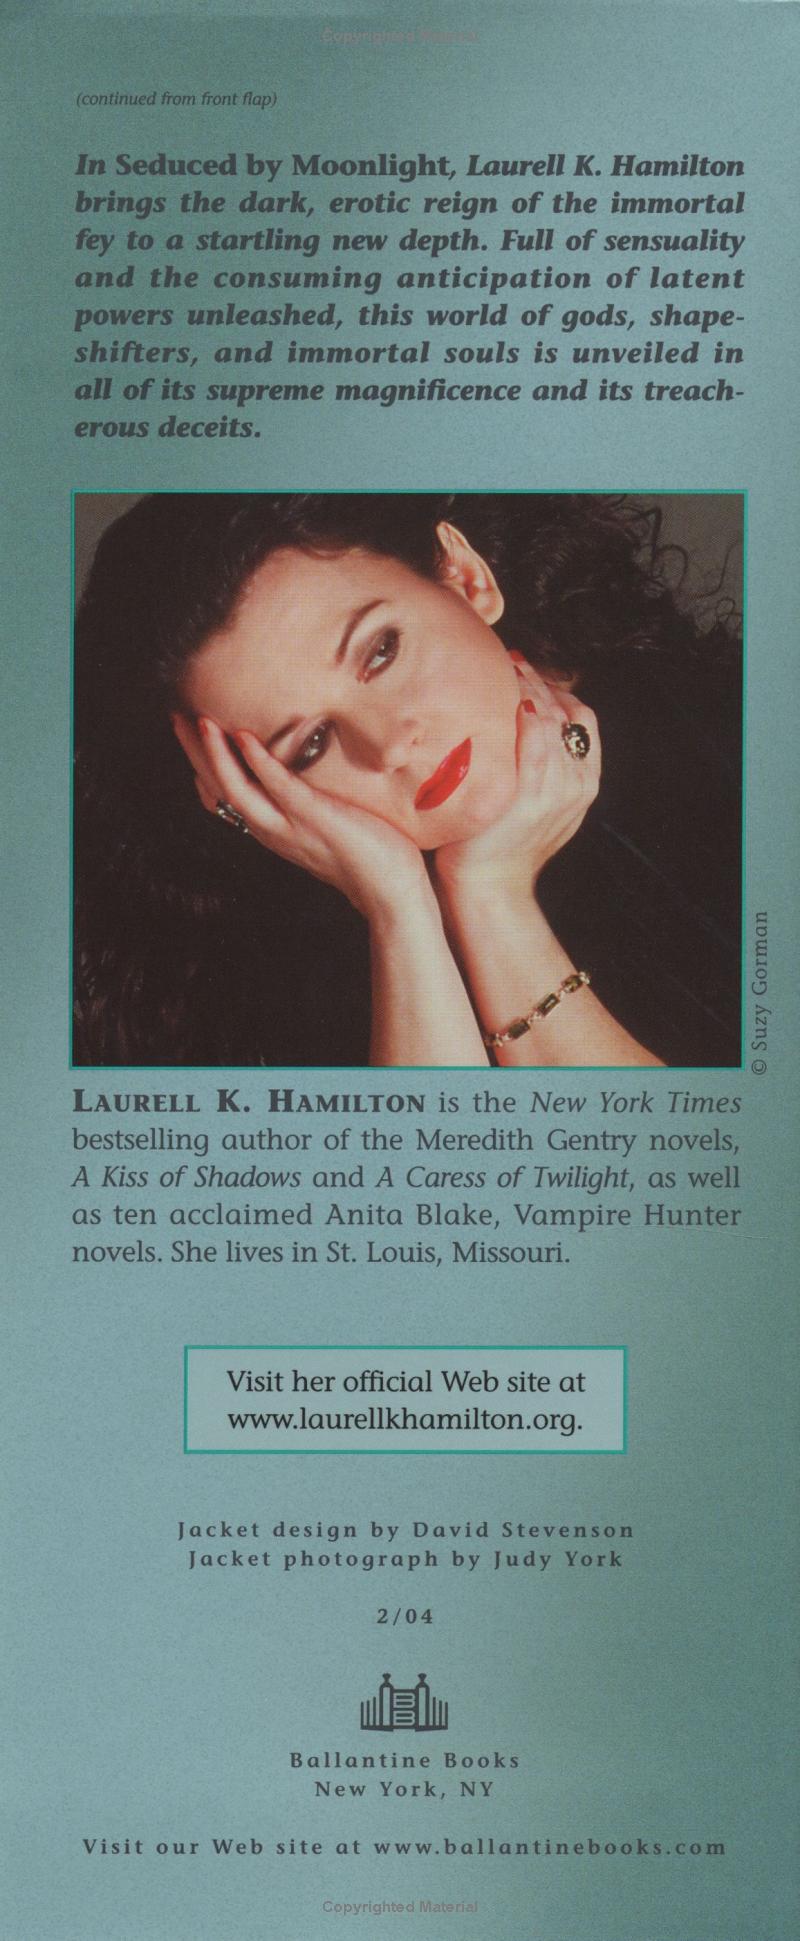 Copyrighted Material
(continued from front flap)
In Seduced by Moonlight, Laurell K. Hamilton
brings the dark, erotic reign of the immortal
fey to a startling new depth. Full of sensuality
and the consuming anticipation of latent
powers unleashed, this world of gods, shape-
shifters, and immortal souls is unveiled in
all of its supreme magnificence and its treach-
erous deceits.
© Suzy Gorman
LAURELL K. HAMILTON is the New York Times
bestselling author of the Meredith Gentry novels,
A Kiss of Shadows and A Caress of Twilight, as well
as ten acclaimed Anita Blake, Vampire Hunter
novels. She lives in St. Louis, Missouri.
Visit her official Web site at
www.laurellkhamilton.org.
Jacket design by David Stevenson
Jacket photograph by Judy York
2/04
Ballantine Books
New York, NY
Visit our Web site at www.ballantinebooks.com
Copyrighted Material